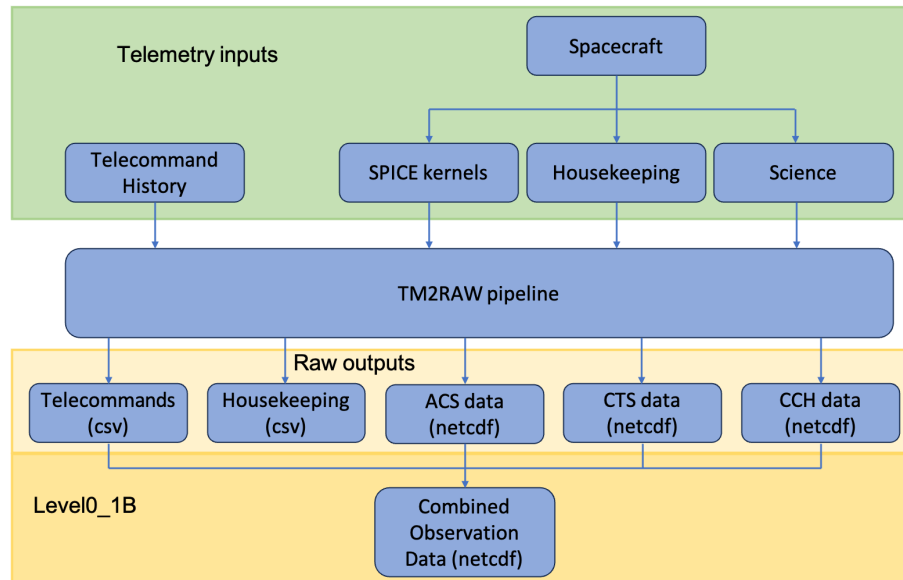 Spacecraft
Telemetry inputs
Telecommand
History
SPICE kernels
Housekeeping
Science
TM2RAW pipeline
Raw outputs
Telecommands
(csv)
Housekeeping
(csv)
ACS data
(netcdf)
CTS data
(netcdf)
CCH data
(netcdf)
Level0_1B
Combined
Observation
Data (netcdf)